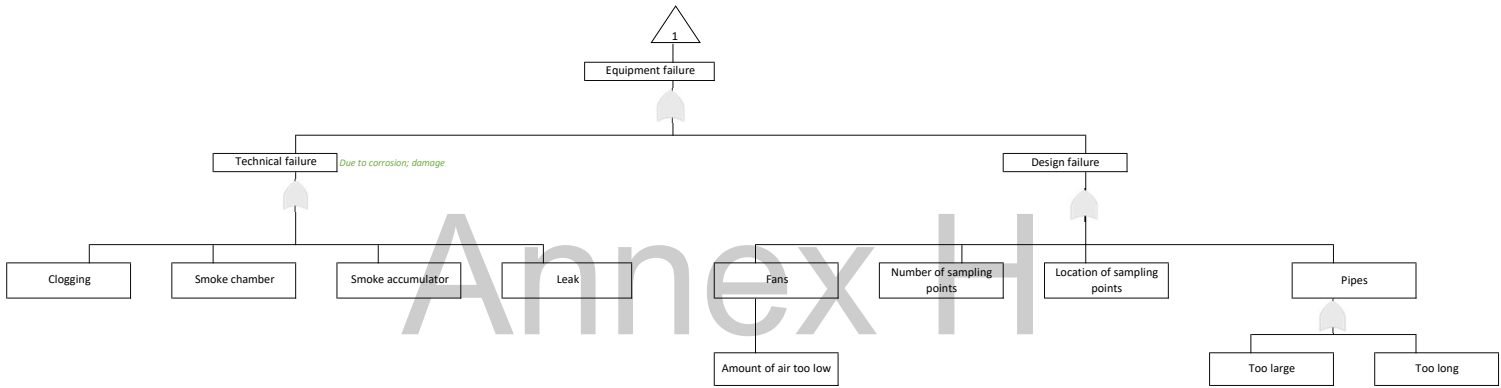 1
Equipment failure
Technical failure
Due to corrosion; damage
Design failure
Annex H
Clogging
Smoke chamber
Smoke accumulator
Leak
Fans
Number of sampling
points
Location of sampling
points
Pipes
Amount of air too low
Too large
Too long